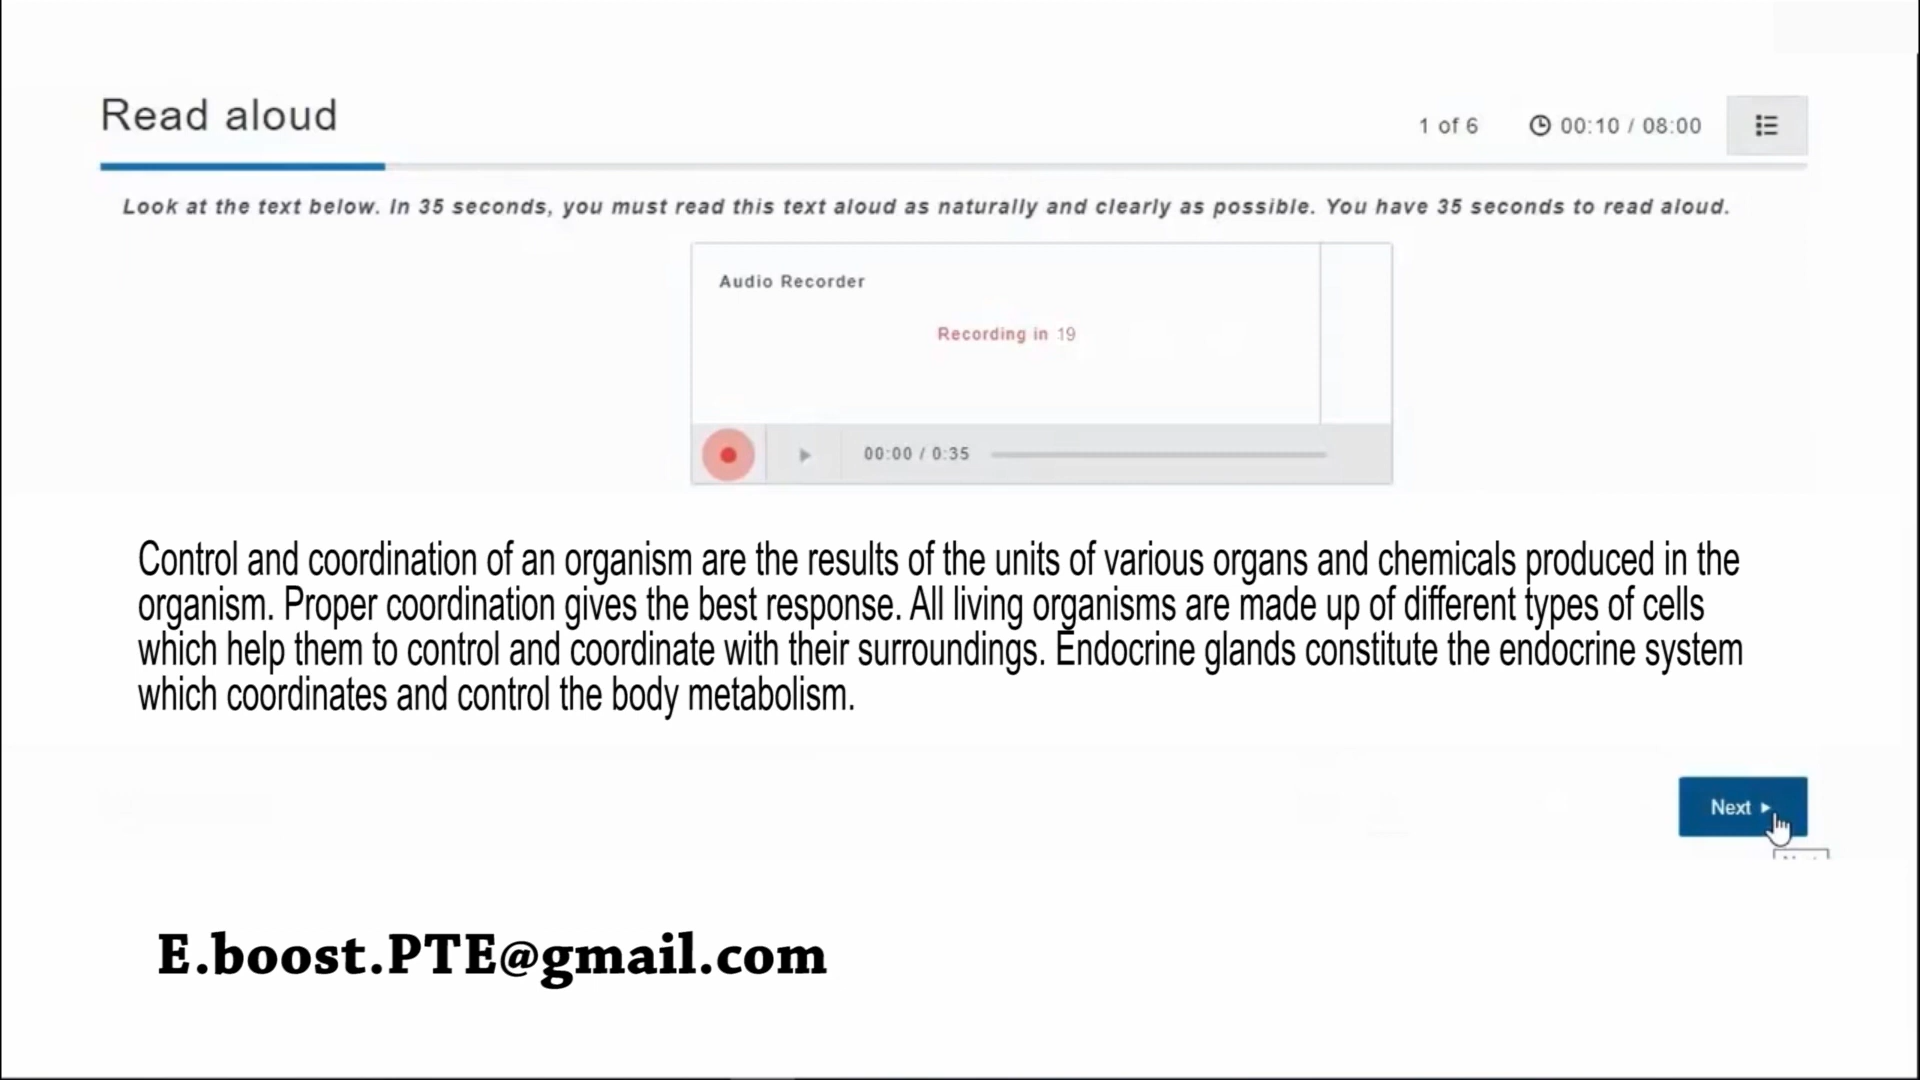 Read aloud
1 of 6
00:10 / 08:00
Look at the text below. In 35 seconds, you must read this text aloud as naturally and clearly as possible. You have 35 seconds to read aloud.
Audio Recorder
Recording in 19
00:00 / 0:35
Control and coordination of an organism are the results of the units of various organs and chemicals produced in the
organism. Proper coordination gives the best response. All living organisms are made up of different types of cells
which help them to control and coordinate with their surroundings. Endocrine glands constitute the endocrine system
which coordinates and control the body metabolism.
Next
E.boost.PTE@gmail.com